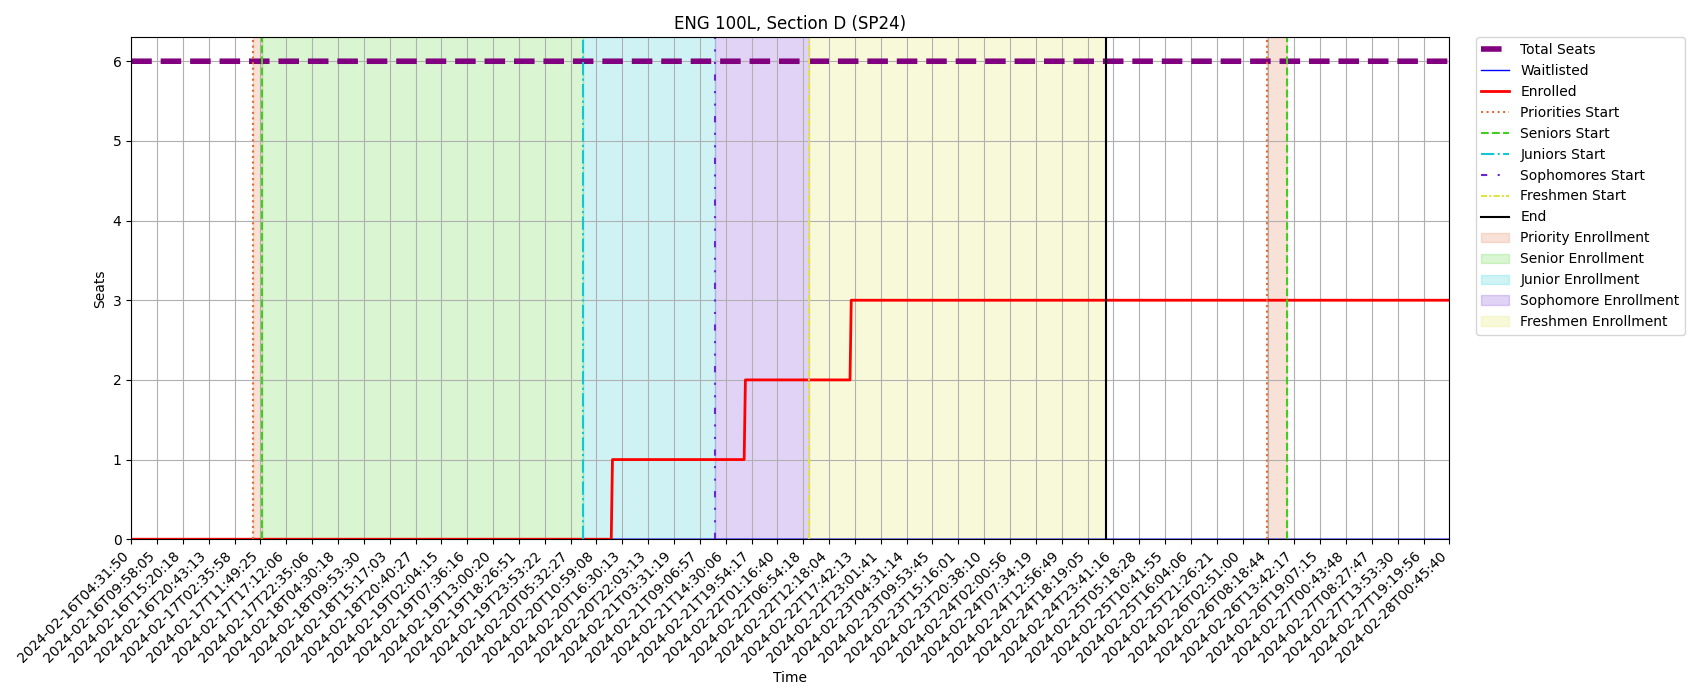 ENG 100L, Section D (SP24)
Total Seats
Waitlisted
Enrolled
Priorities Start
Seniors Start
Juniors Start
Sophomores Start
Freshmen Start
End
Priority Enrollment
Senior Enrollment
Junior Enrollment
Sophomore Enrollment
Freshmen Enrollment
Seats
6
5
4
3
2
1
0
2024-02-16T04:31:50
2024-02-16T09:58:05
2024-02-16T15:20:18
2024-02-16T20:43:13
2024-02-17T02:35:58
2024-02-17T11:49:25
2024-02-17T17:12:06
2024-02-17T22:35:06
2024-02-18T04:30:18
2024-02-18T09:53:30
2024-02-18T15:17:03
2024-02-18T20:40:27
2024-02-19T02:04:15
2024-02-19T07:36:16
2024-02-19T13:00:20
2024-02-19T18:26:51
2024-02-19T23:53:22
2024-02-20T05:32:27
2024-02-20T10:59:08
2024-02-20T16:30:13
2024-02-20T22:03:13
2024-02-21T03:31:19
2024-02-21T09:06:57
2024-02-21T14:30:06
2024-02-21T19:54:17
2024-02-22T01:16:40
2024-02-22T06:54:18
2024-02-22T12:18:04
2024-02-22T17:42:13
2024-02-22T23:01:41
2024-02-23T04:31:14
2024-02-23T09:53:45
2024-02-23T15:16:01
2024-02-23T20:38:10
2024-02-24T02:00:56
2024-02-24T07:34:19
2024-02-24T12:56:49
2024-02-24T18:19:05
2024-02-24T23:41:16
2024-02-25T05:18:28
2024-02-25T10:41:55
2024-02-25T16:04:06
2024-02-25T21:26:21
2024-02-26T02:51:00
2024-02-26T08:18:44
2024-02-26T13:42:17
2024-02-26T19:07:15
2024-02-27T00:43:48
2024-02-27T08:27:47
2024-02-27T13:53:30
2024-02-27T19:19:56
2024-02-28T00:45:40
Time